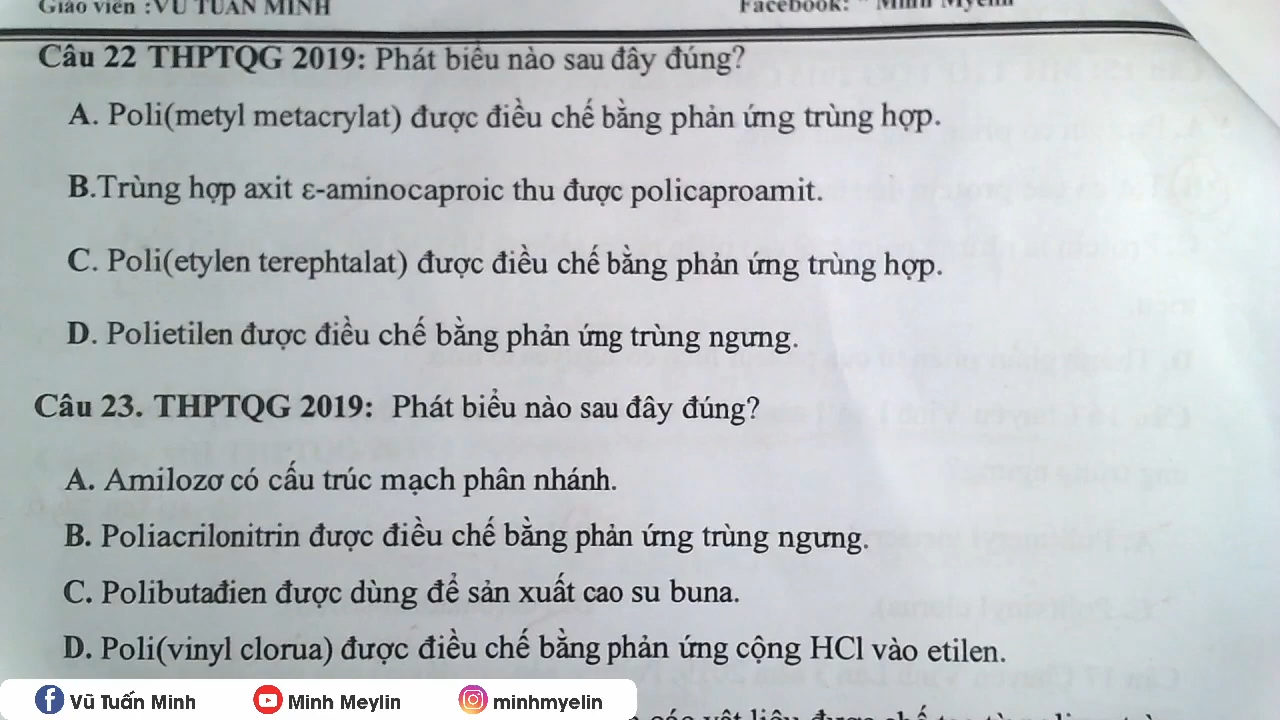 Giáo viên :VŨ TUẤN MINH Facebook: " Minh Myelin
Câu 22 THPTQG 2019: Phát biểu nào sau đây đúng?
A. Poli(metyl metacrylat) được điều chế bằng phản ứng trùng hợp.
B.Trùng hợp axit ε-aminocaproic thu được policaproamit.
C. Poli(etylen terephtalat) được điều chế bằng phản ứng trùng hợp.
D. Polietilen được điều chế bằng phản ứng trùng ngưng.
Câu 23. THPTQG 2019: Phát biểu nào sau đây đúng?
A. Amilozơ có cấu trúc mạch phân nhánh.
B. Poliacrilonitrin được điều chế bằng phản ứng trùng ngưng.
C. Polibutađien được dùng để sản xuất cao su buna.
D. Poli(vinyl clorua) được điều chế bằng phản ứng cộng HCl vào etilen.
Vũ Tuấn Minh Minh Meylin minhmyelin